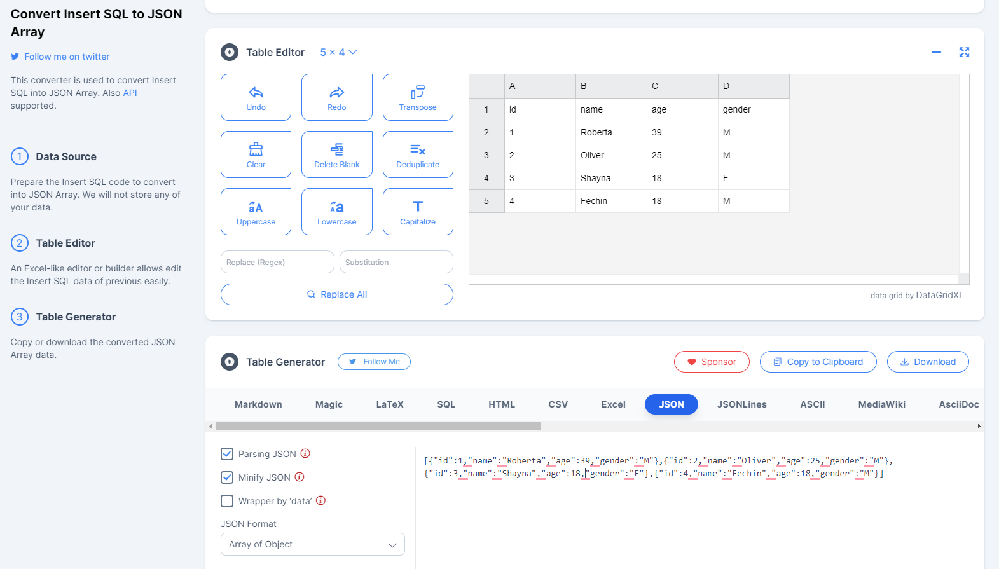 Convert Insert SQL to JSON
Array
Follow me on twitter
This converter is used to convert Insert
SQL into JSON Array. Also API
supported.
1 Data Source
Prepare the Insert SQL code to convert
into JSON Array. We will not store any of
your data.
2 Table Editor
An Excel-like editor or builder allows edit
the Insert SQL data of previous easily.
3 Table Generator
Copy or download the converted JSON
Array data.
Table Editor 5 × 4
Undo Redo Transpose
Clear Delete Blank Deduplicate
aA Aa T
Uppercase Lowercase Capitalize
Replace (Regex) Substitution
Replace All
A B C D
1 id name age gender
2 1 Roberta 39 M
3 2 Oliver 25 M
4 3 Shayna 18 F
5 4 Fechin 18 M
data grid by DataGridXL
Table Generator Follow Me Sponsor Copy to Clipboard Download
Markdown Magic LaTeX SQL HTML CSV Excel JSON JSONLines ASCII MediaWiki AsciiDoc
Parsing JSON i
Minify JSON i
Wrapper by ‘data’ i
JSON Format
Array of Object
[{"id":1,"name":"Roberta","age":39,"gender":"M"},{"id":2,"name":"Oliver","age":25,"gender":"M"},
{"id":3,"name":"Shayna","age":18,"gender":"F"},{"id":4,"name":"Fechin","age":18,"gender":"M"}]